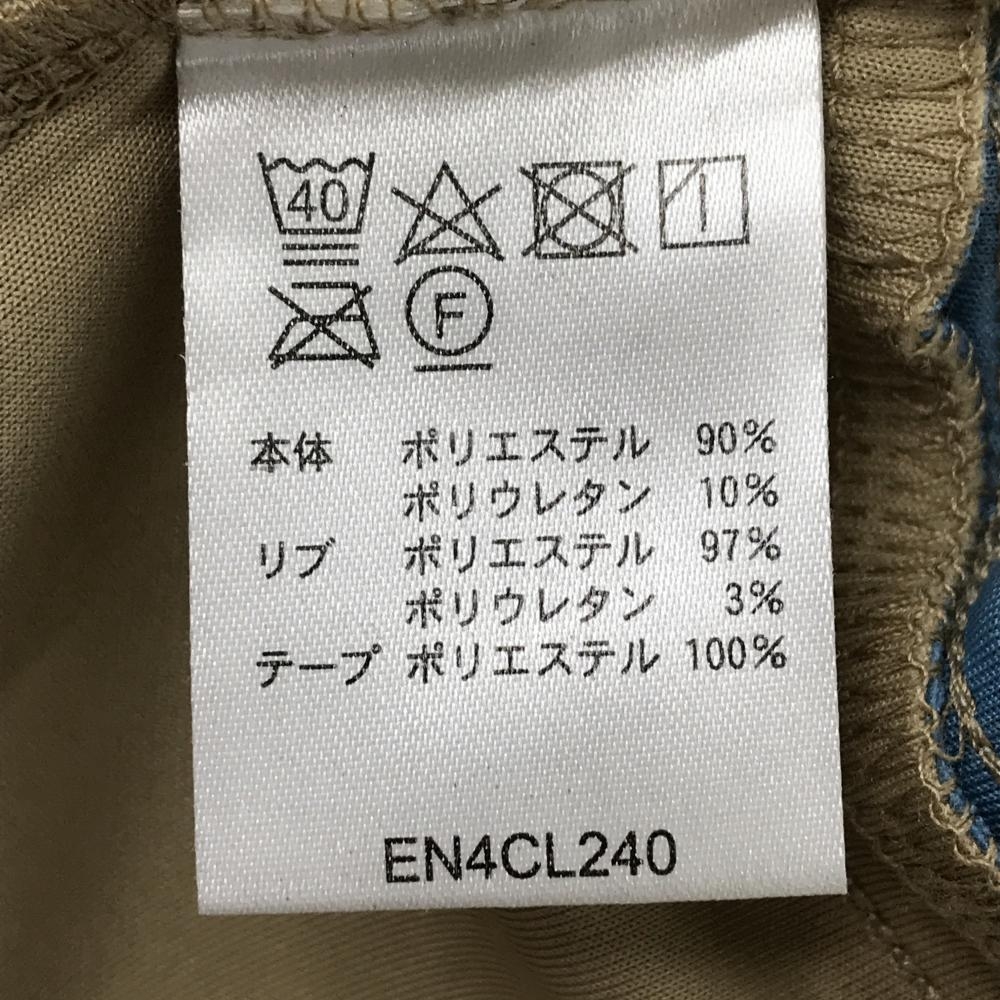 40
F
本体 ポリエステル 90%
ポリウレタン 10%
リブ ポリエステル 97%
ポリウレタン 3%
テープ ポリエステル 100%
EN4CL240